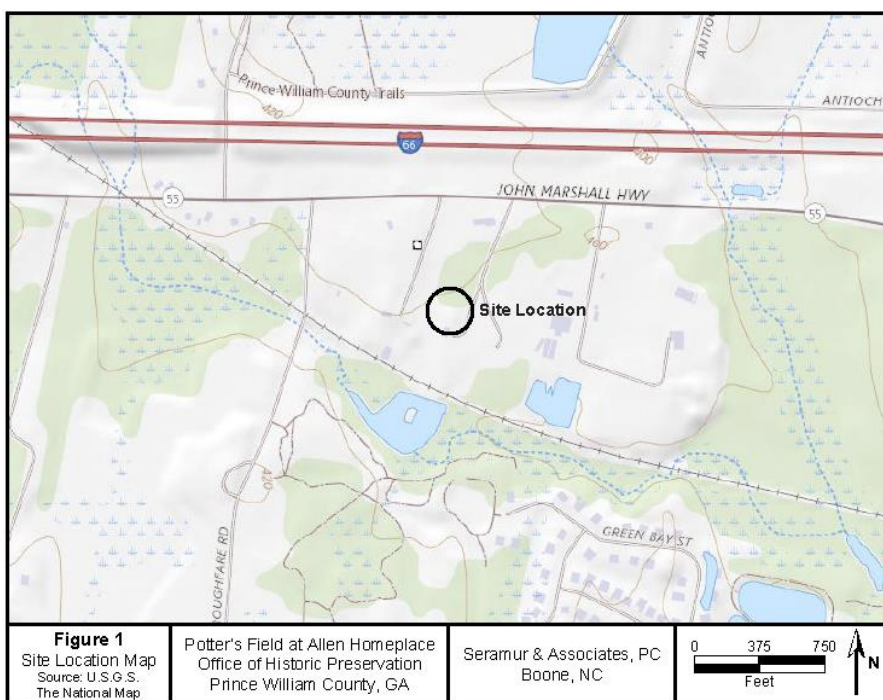 ANTIO
Prince William County Trails
420
ANTIOCH
66
400
JOHN MARSHALL HWY
55
55
Site Location
420
OUGHFARE RD
GREEN BAY ST
Figure 1
Site Location Map
Source: U.S.G.S.
The National Map
Potter's Field at Allen Homeplace
Office of Historic Preservation
Prince William County, GA
Seramur & Associates, PC
Boone, NC
0 375 750
Feet
N